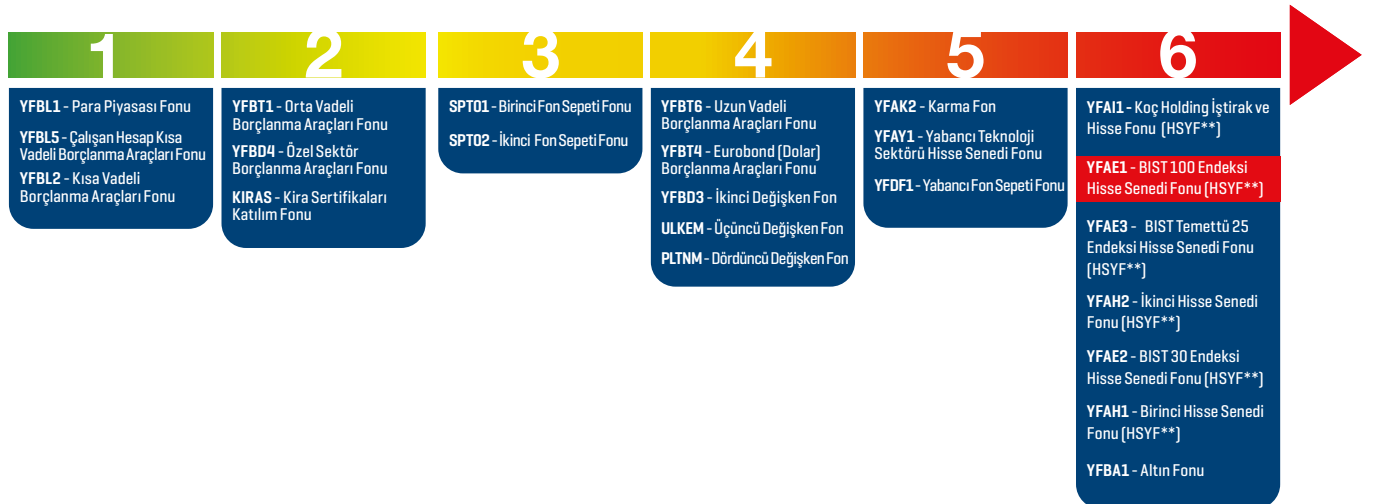 1
YFBL1 - Para Piyasası Fonu
YFBL5 - Çalışan Hesap Kısa
Vadeli Borçlanma Araçları Fonu
YFBL2 - Kısa Vadeli
Borçlanma Araçları Fonu
2
YFBT1 - Orta Vadeli
Borçlanma Araçları Fonu
YFBD4 - Özel Sektör
Borçlanma Araçları Fonu
KIRAS - Kira Sertifikaları
Katılım Fonu
3
SPT01 - Birinci Fon Sepeti Fonu
SPT02 - İkinci Fon Sepeti Fonu
4
YFBT6 - Uzun Vadeli
Borçlanma Araçları Fonu
YFBT4 - Eurobond (Dolar)
Borçlanma Araçları Fonu
YFBD3 - İkinci Değişken Fon
ULKEM - Üçüncü Değişken Fon
PLTNM - Dördüncü Değişken Fon
5
YFAK2 - Karma Fon
YFAY1 - Yabancı Teknoloji
Sektörü Hisse Senedi Fonu
YFDF1 - Yabancı Fon Sepeti Fonu
6
YFAI1 - Koç Holding İştirak ve
Hisse Fonu (HSYF**)
YFAE1 - BIST 100 Endeksi
Hisse Senedi Fonu (HSYF**)
YFAE3 - BIST Temettü 25
Endeksi Hisse Senedi Fonu
(HSYF**)
YFAH2 - İkinci Hisse Senedi
Fonu (HSYF**)
YFAE2 - BIST 30 Endeksi
Hisse Senedi Fonu (HSYF**)
YFAH1 - Birinci Hisse Senedi
Fonu (HSYF**)
YFBA1 - Altın Fonu